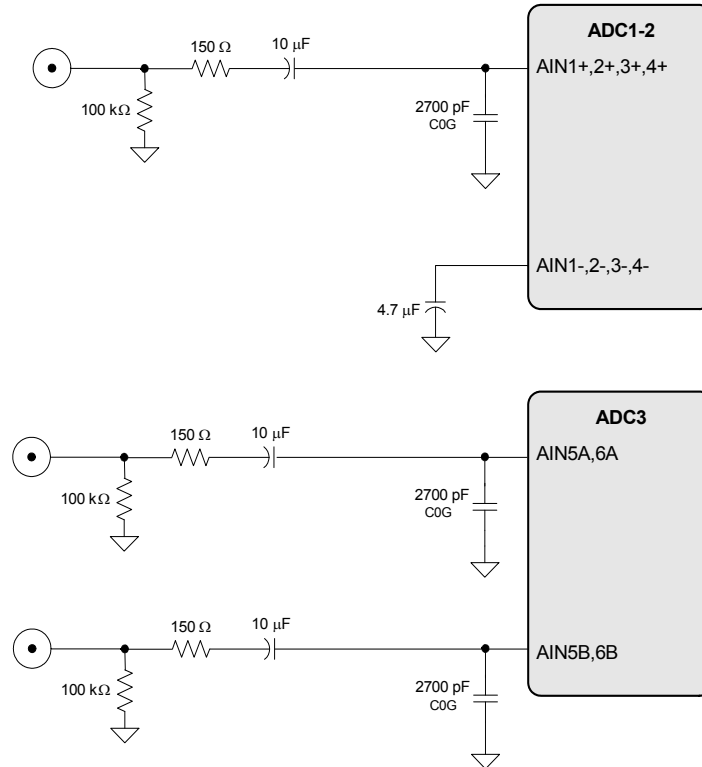 ADC1-2
150 Ω
10 µF
AIN1+,2+,3+,4+
100 kΩ
2700 pF
C0G
AIN1-,2-,3-,4-
4.7 µF
ADC3
150 Ω
10 µF
AIN5A,6A
100 kΩ
2700 pF
C0G
150 Ω
10 µF
AIN5B,6B
100 kΩ
2700 pF
C0G